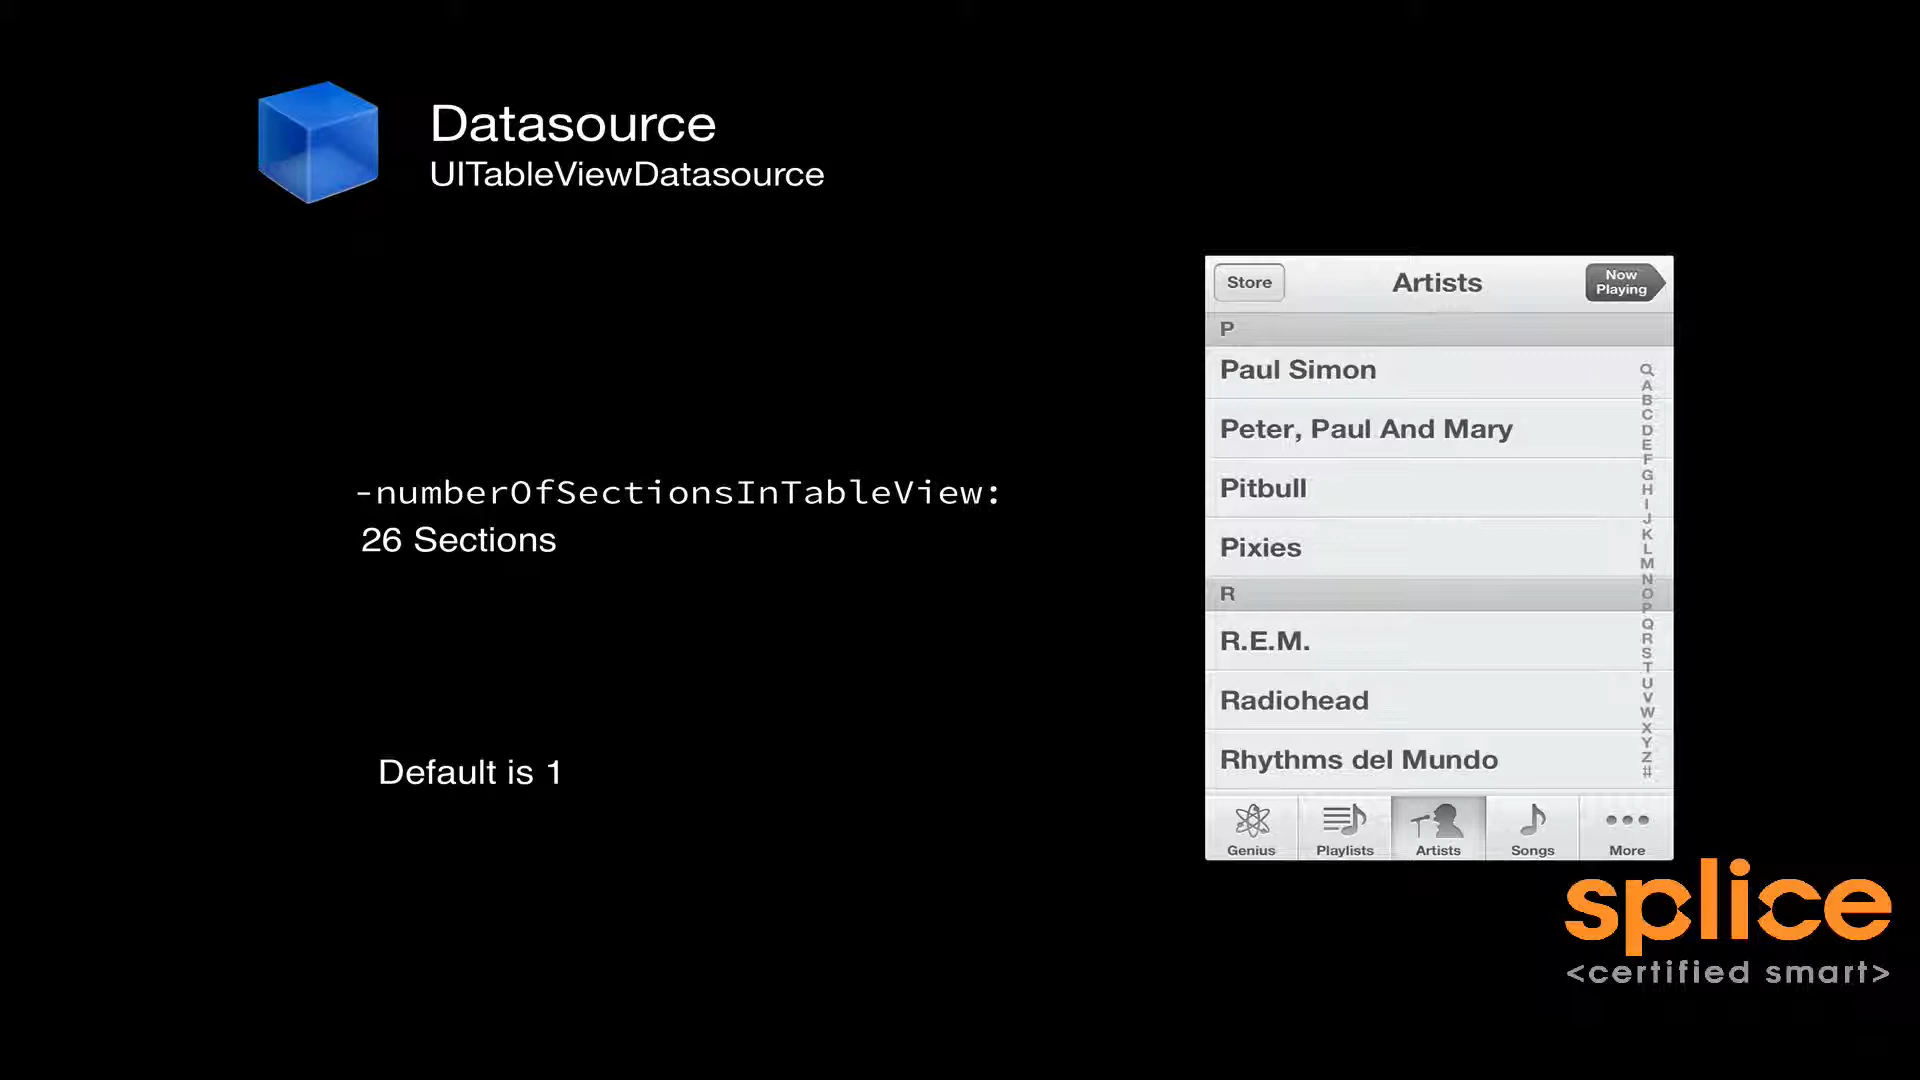 Datasource
UITableViewDatasource
-numberOfSectionsInTableView:
26 Sections
Default is 1
Store
Artists
Now
Playing
P
Paul Simon
Peter, Paul And Mary
Pitbull
Pixies
R
R.E.M.
Radiohead
Rhythms del Mundo
A
B
C
D
E
F
G
H
I
J
K
L
M
N
O
P
Q
R
S
T
U
V
W
X
Y
Z
#
Genius
Playlists
Artists
Songs
More
splice
<certified smart>